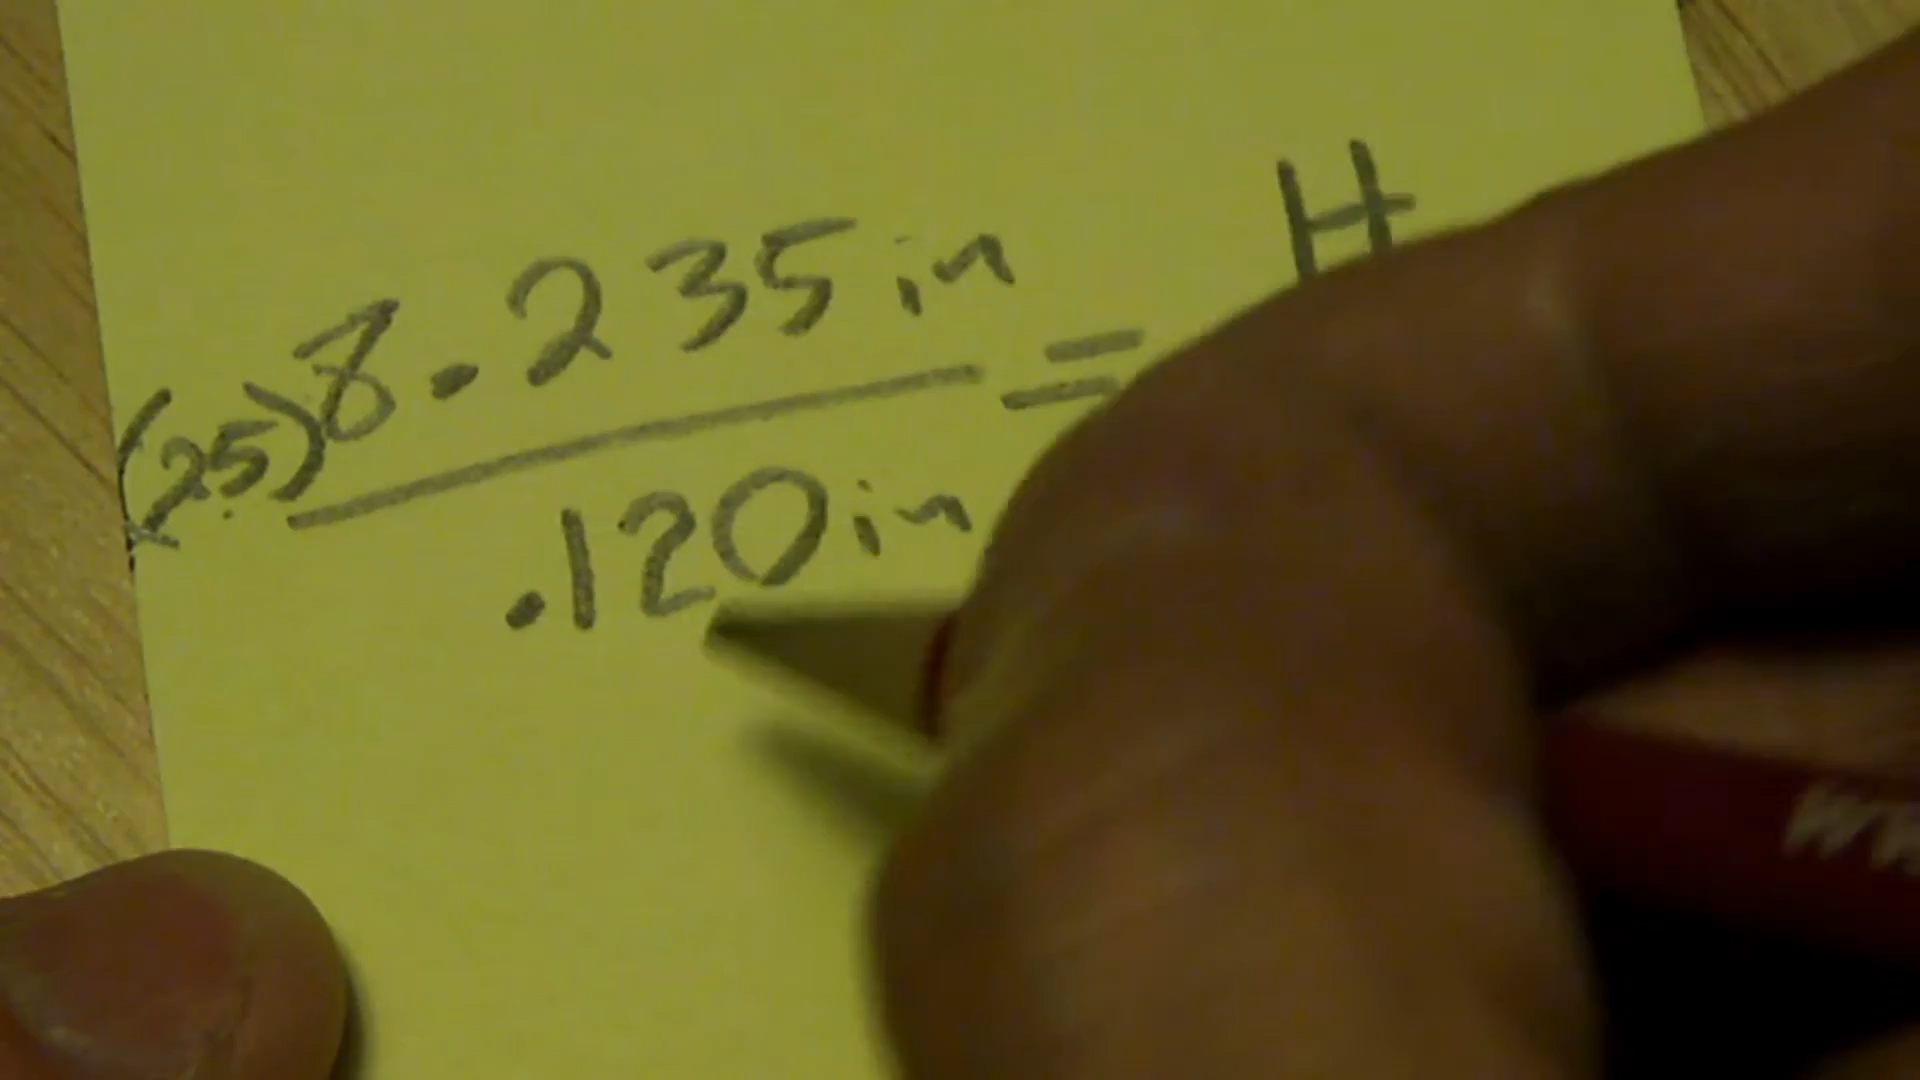 (25) 8.235 in = H
.120 in